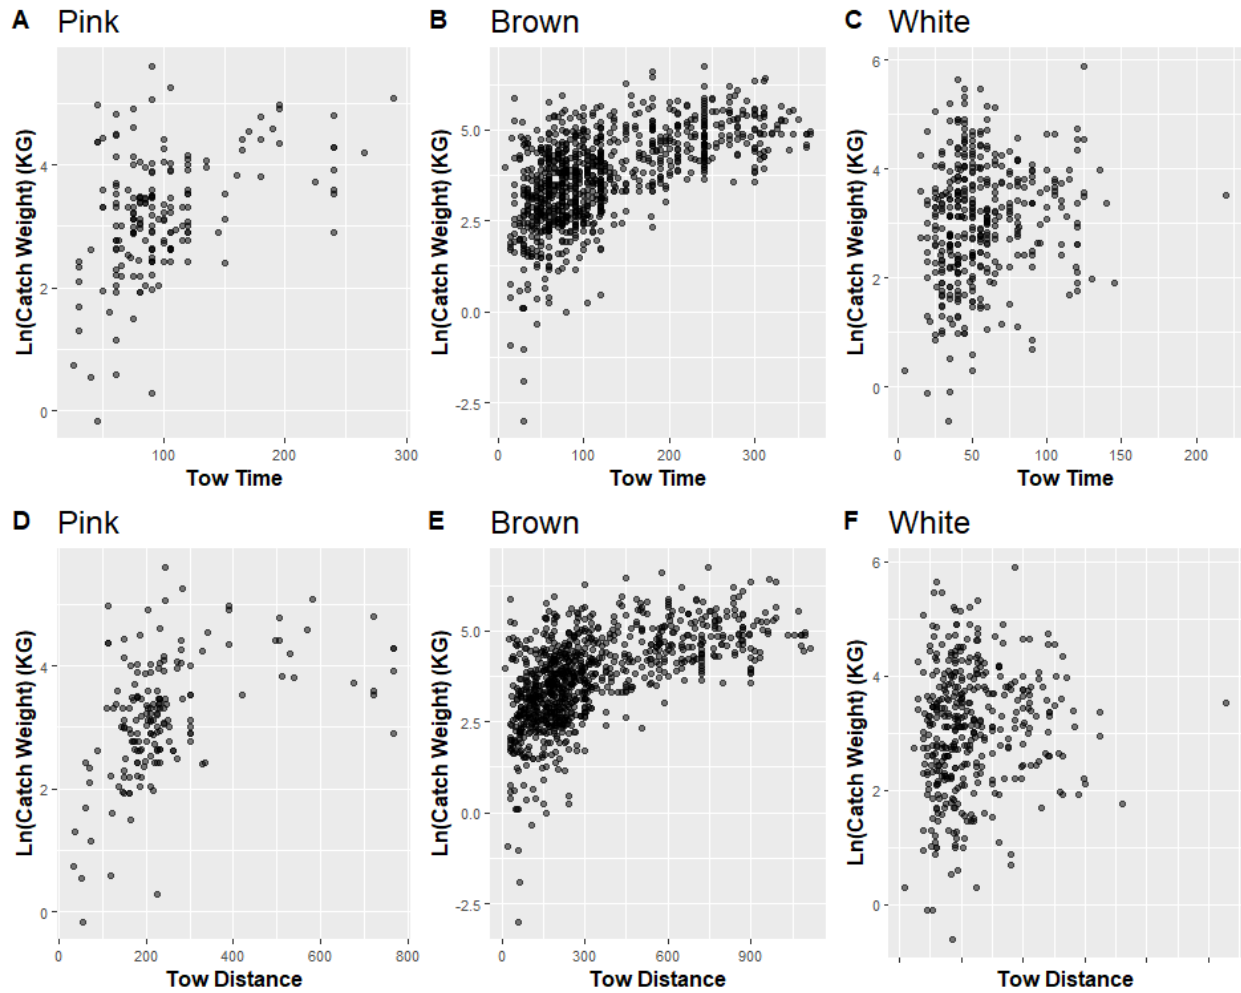 A Pink
B Brown
C White
Ln(Catch Weight) (KG)
4
2
0
100 200 300
Tow Time
Ln(Catch Weight) (KG)
5.0
2.5
0.0
-2.5
0 100 200 300
Tow Time
Ln(Catch Weight) (KG)
6
4
2
0
0 50 100 150 200
Tow Time
D Pink
E Brown
F White
Ln(Catch Weight) (KG)
4
2
0
0 200 400 600 800
Tow Distance
Ln(Catch Weight) (KG)
5.0
2.5
0.0
-2.5
0 300 600 900
Tow Distance
Ln(Catch Weight) (KG)
6
4
2
0
Tow Distance